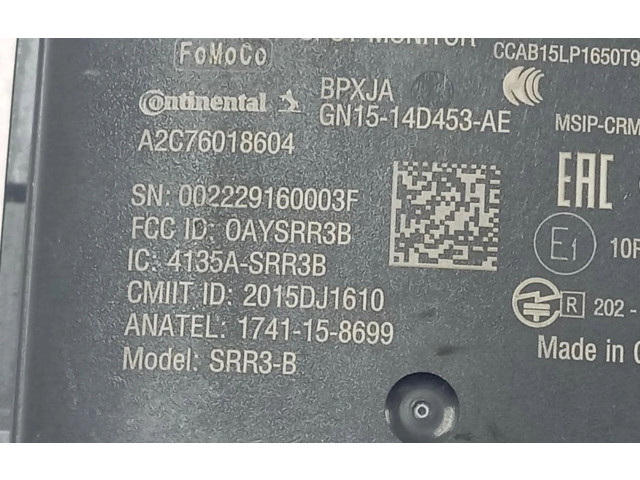 FoMoCo
MONITOR
CCAB15LP1650T9
Continental
BPXJA
GN15-14D453-AE
MSIP-CRM
A2C76018604
EAC
SN: 002229160003F
FCC ID: OAYSRR3B
E1
10R
IC: 4135A-SRR3B
CMIIT ID: 2015DJ1610
R 202 -
ANATEL: 1741-15-8699
Made in
Model: SRR3-B